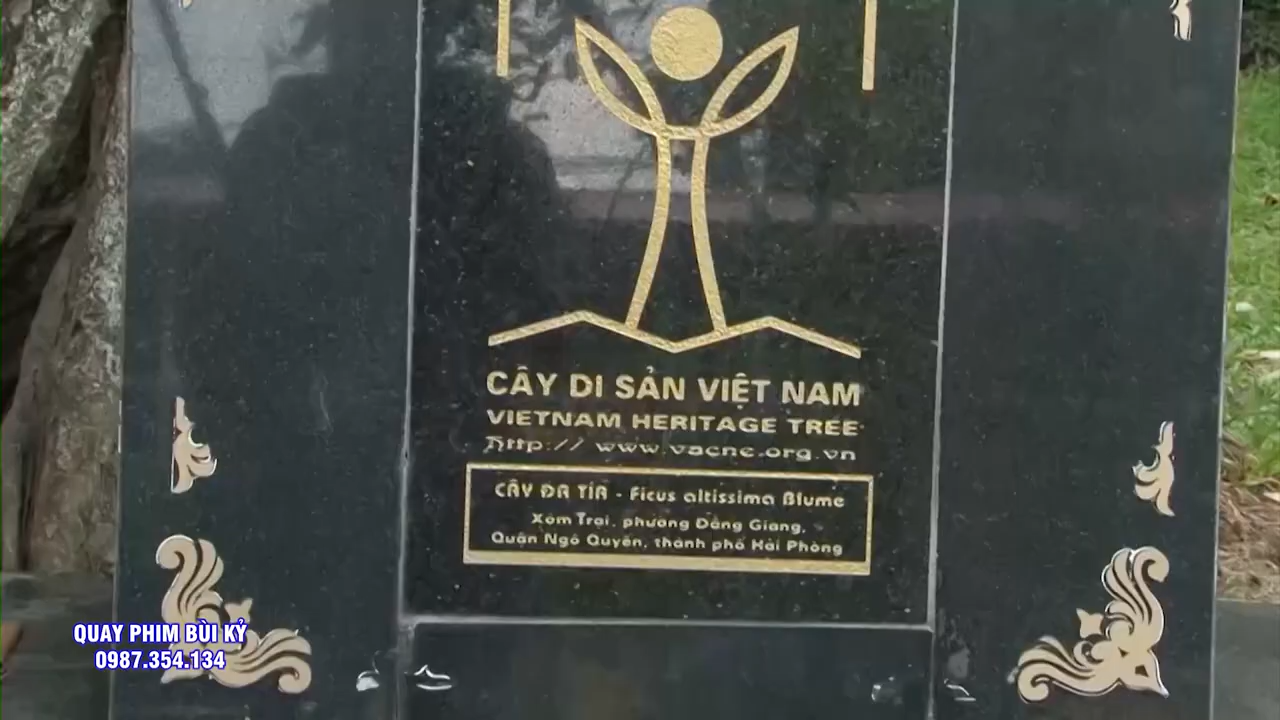 CÂY DI SẢN VIỆT NAM
VIETNAM HERITAGE TREE
http:// www.vacne.org.vn
CÂY ĐA TÍA - Ficus altissima Blume
Xóm Trại, phường Đằng Giang,
Quận Ngô Quyền, thành phố Hải Phòng
QUAY PHIM BÙI KỶ
0987.354.134